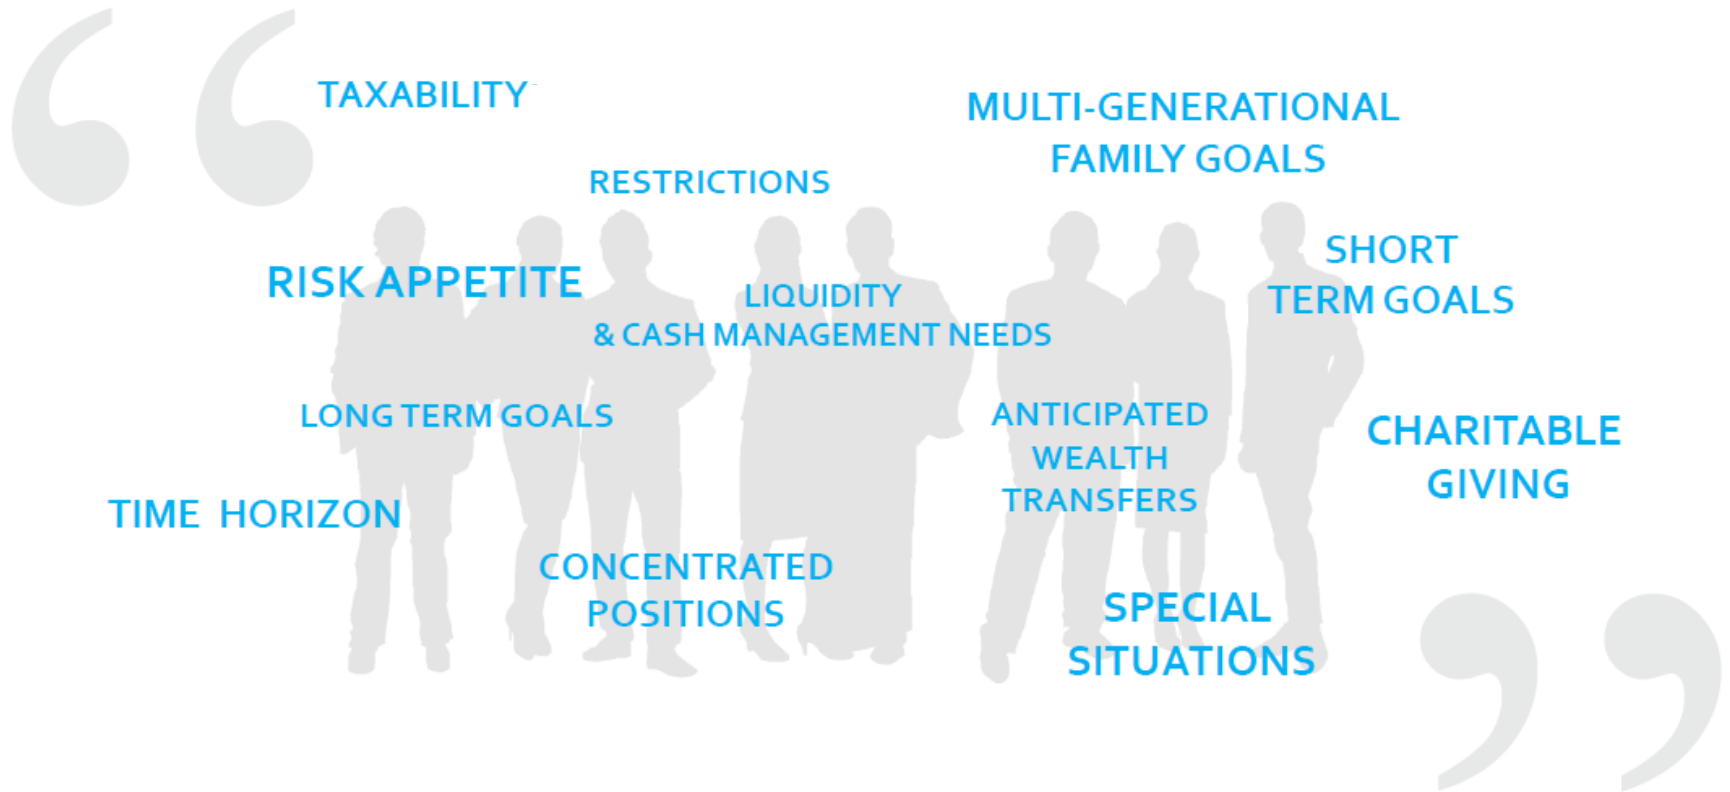 TAXABILITY
MULTI-GENERATIONAL
FAMILY GOALS
RESTRICTIONS
SHORT
TERM GOALS
RISK APPETITE
LIQUIDITY
& CASH MANAGEMENT NEEDS
LONG TERM GOALS
ANTICIPATED
WEALTH
TRANSFERS
CHARITABLE
GIVING
TIME HORIZON
CONCENTRATED
POSITIONS
SPECIAL
SITUATIONS